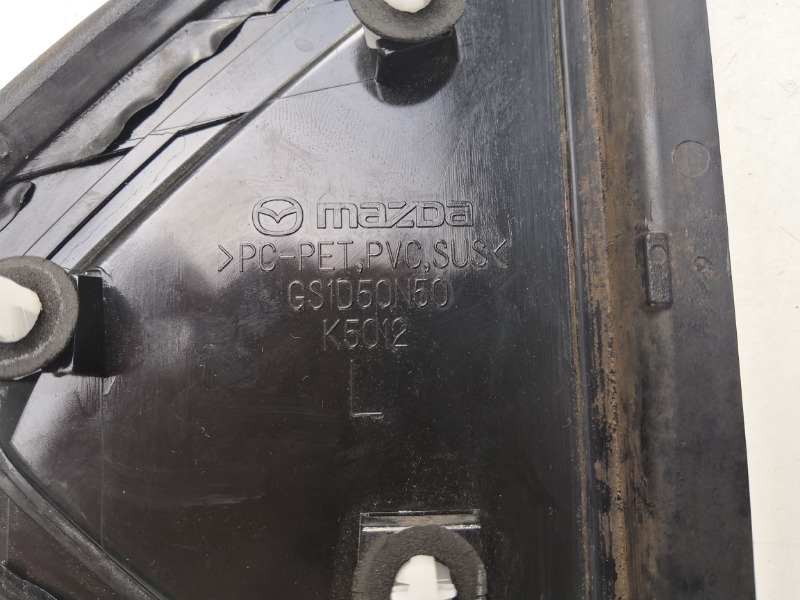 mazda
>PC-PET,PVC,SUS<
GS1D50N50
K5012
L